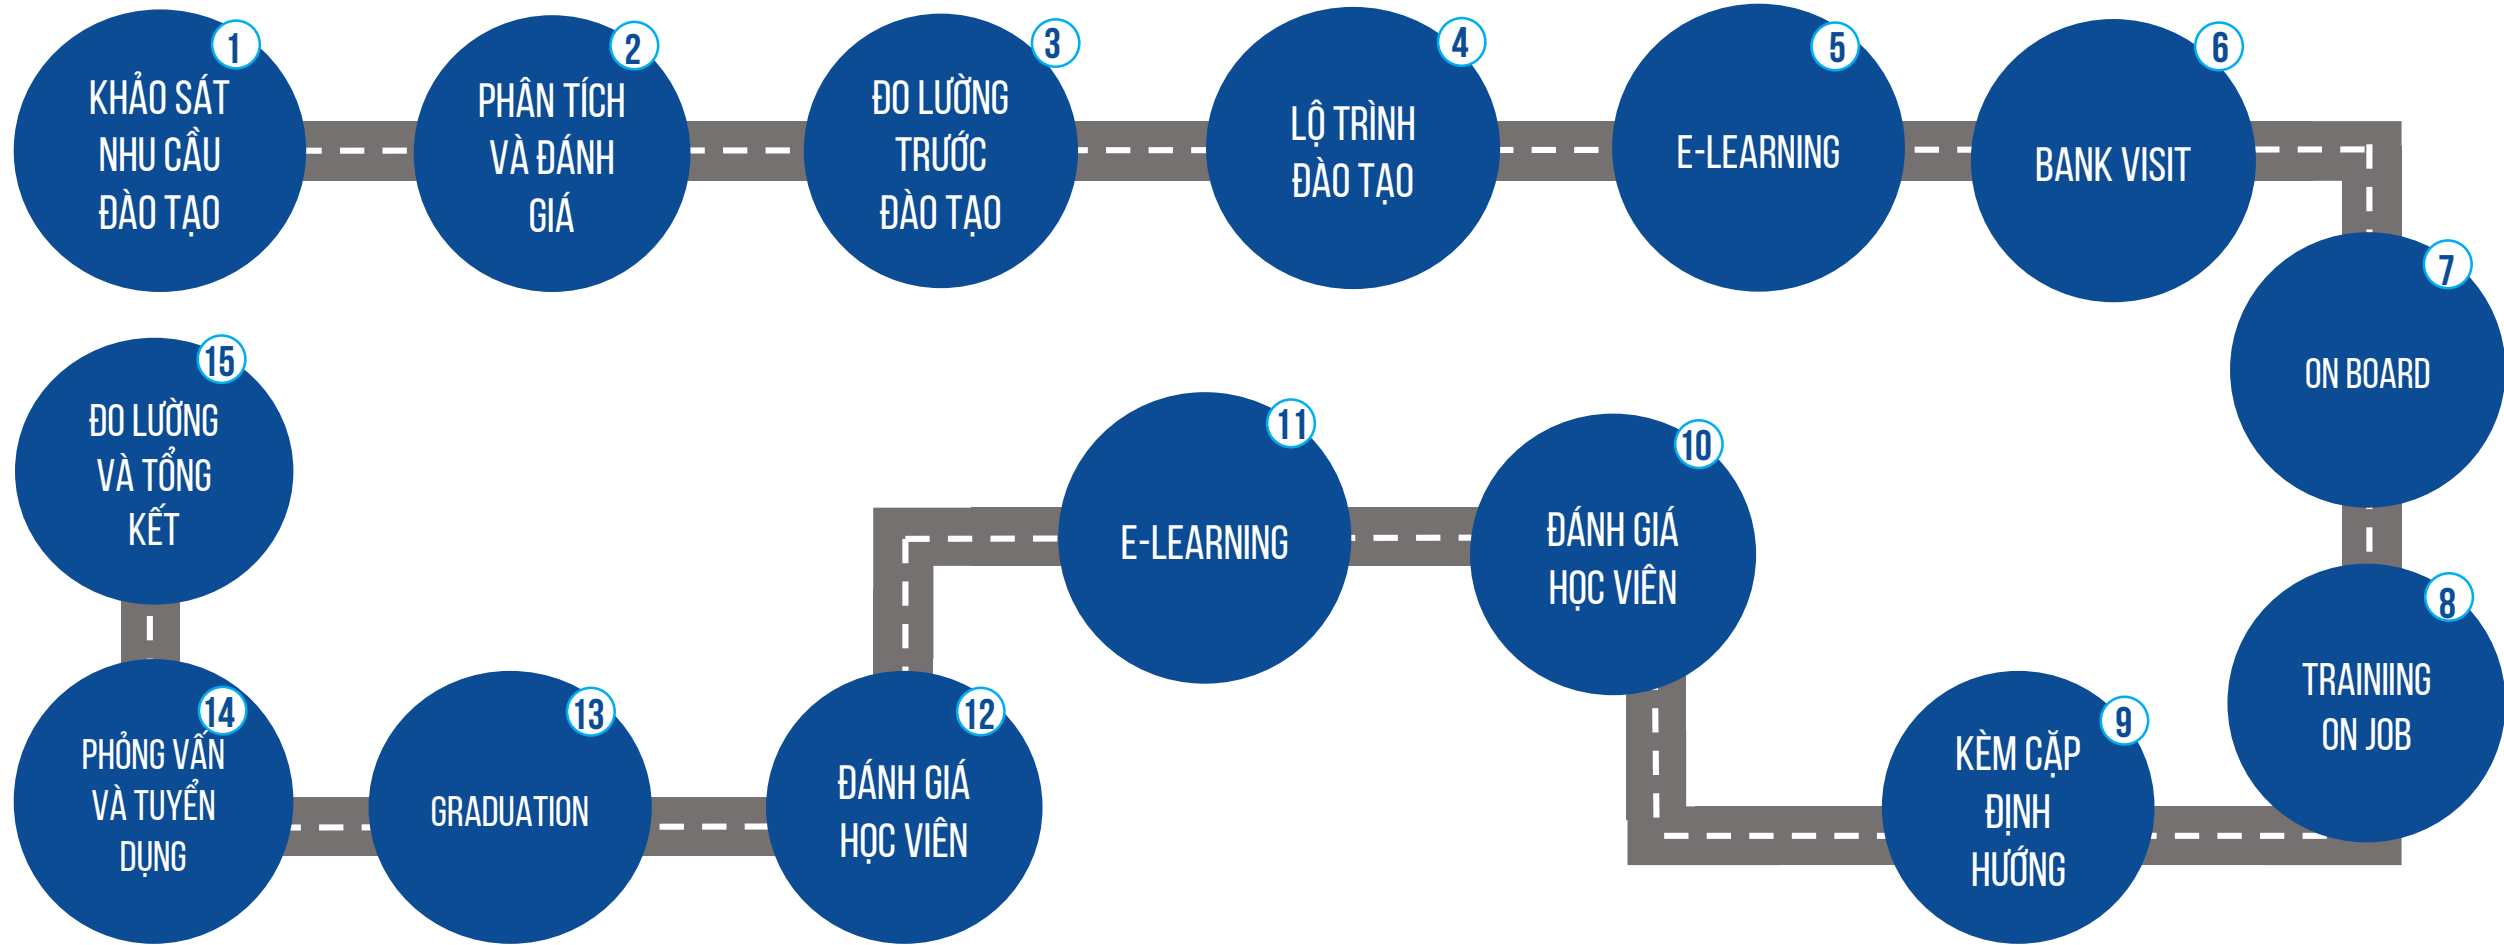 1
KHẢO SÁT
NHU CẦU
ĐÀO TẠO
2
PHÂN TÍCH
VÀ ĐÁNH
GIÁ
3
ĐO LƯỜNG
TRƯỚC
ĐÀO TẠO
4
LỘ TRÌNH
ĐÀO TẠO
5
E-LEARNING
6
BANK VISIT
7
ON BOARD
8
TRAINIING
ON JOB
9
KÈM CẶP
ĐỊNH
HƯỚNG
10
ĐÁNH GIÁ
HỌC VIÊN
11
E-LEARNING
12
ĐÁNH GIÁ
HỌC VIÊN
13
GRADUATION
14
PHỎNG VẤN
VÀ TUYỂN
DỤNG
15
ĐO LƯỜNG
VÀ TỔNG
KẾT